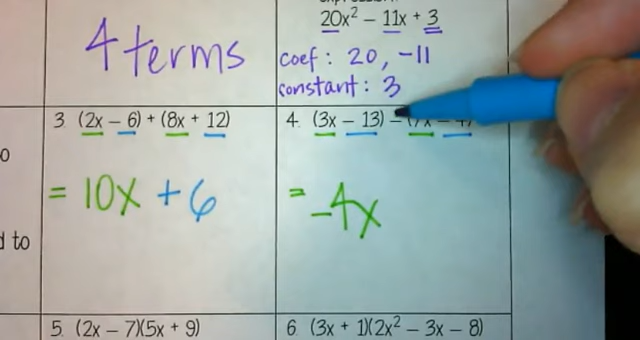 20x² – 11x + 3
4 terms
coef: 20, -11
constant: 3
3. (2x – 6) + (8x + 12)
= 10x + 6
4. (3x – 13) –
= -4x
o
d to
5. (2x – 7)(5x + 9)
6. (3x + 1)(2x² – 3x – 8)